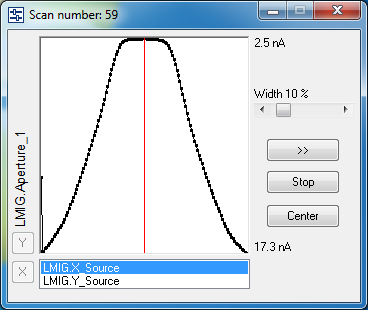 Scan number: 59
2.5 nA
Width 10 %
LMIG.Aperture_1
>>
Stop
Center
Y
17.3 nA
X
LMIG.X_Source
LMIG.Y_Source